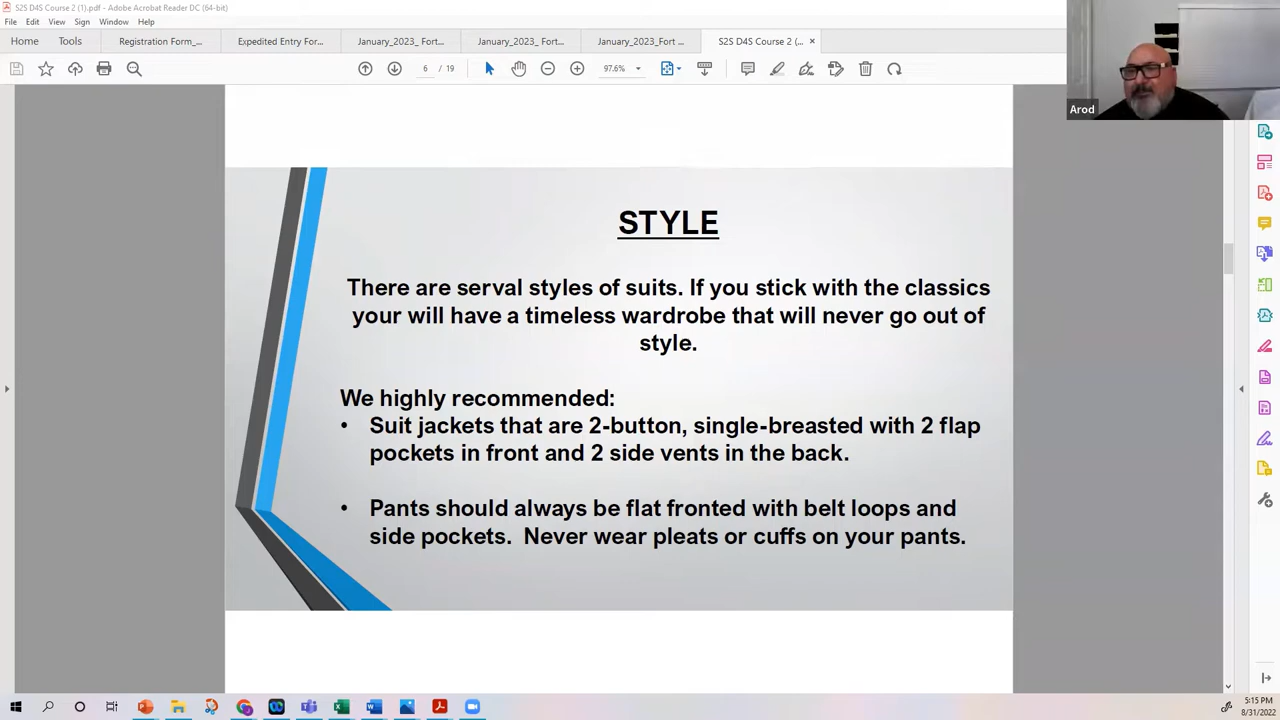 S2S D4S Course 2 (1).pdf - Adobe Acrobat Reader DC (64-bit)
File Edit View Sign Window Help
Home Tools Registration Form_... Expedited Entry For... January_2023_ Fort... January_2023_ Fort... January_2023_Fort ... S2S D4S Course 2 (... ×
6 / 19 97.6%
Arod
STYLE
There are serval styles of suits. If you stick with the classics
your will have a timeless wardrobe that will never go out of
style.
We highly recommended:
• Suit jackets that are 2-button, single-breasted with 2 flap
pockets in front and 2 side vents in the back.
• Pants should always be flat fronted with belt loops and
side pockets. Never wear pleats or cuffs on your pants.
5:15 PM
8/31/2022